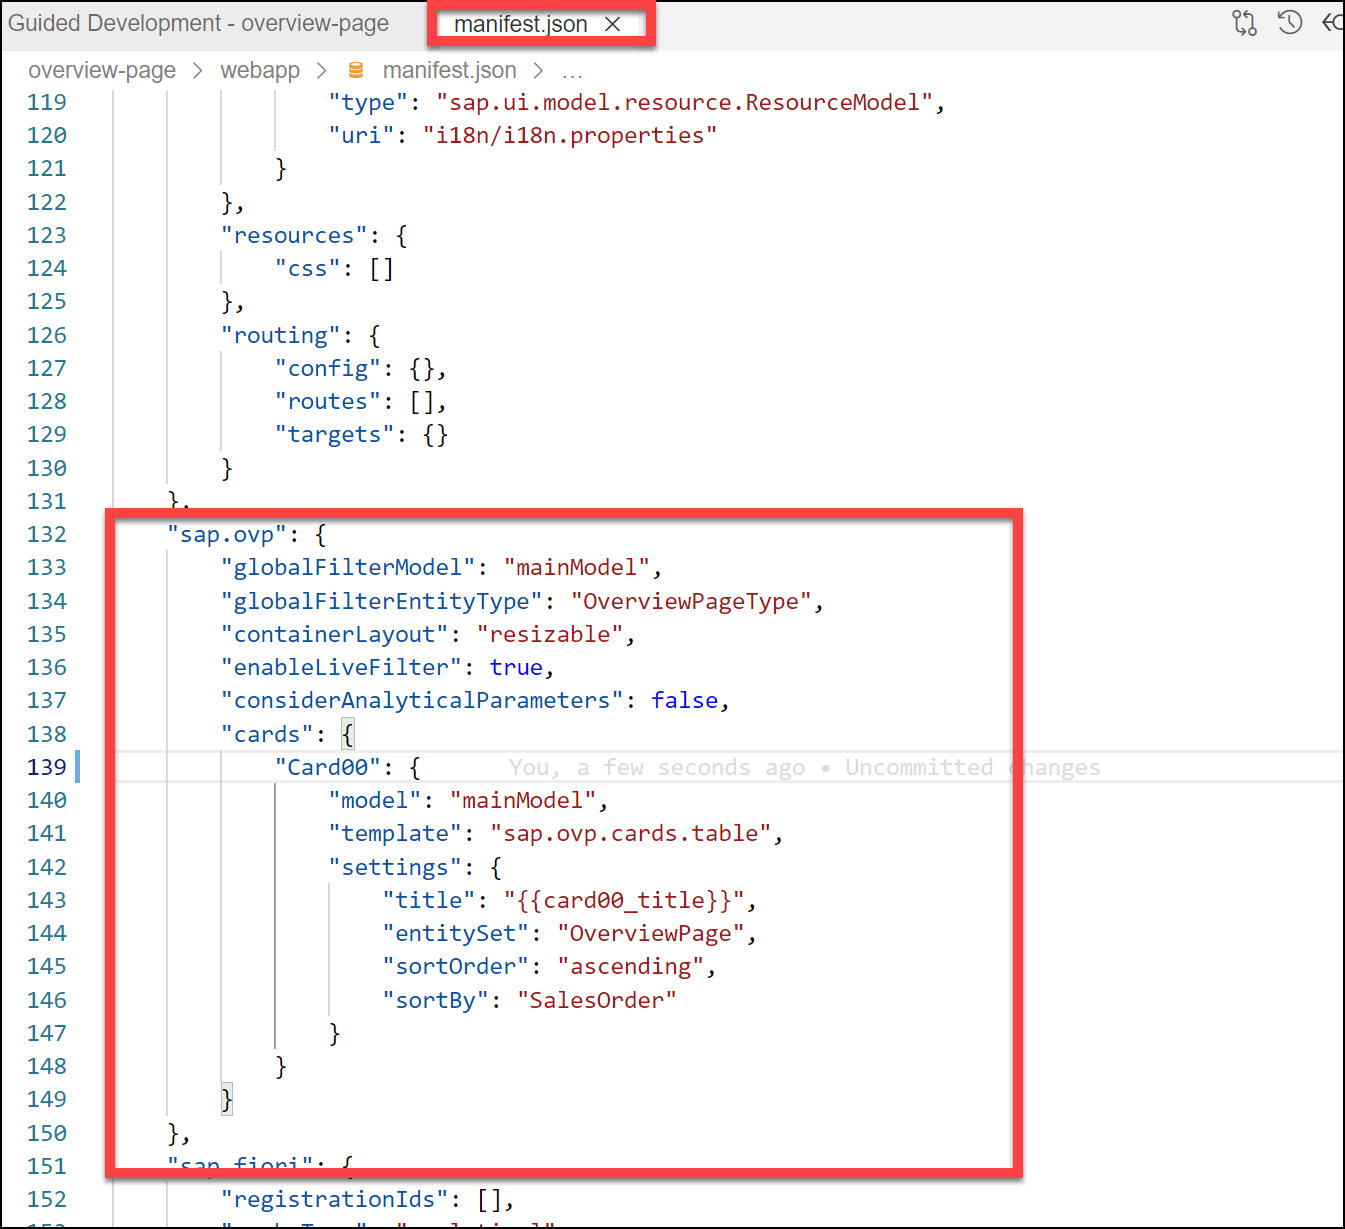 Guided Development - overview-page manifest.json
overview-page > webapp > manifest.json > ...
119 "type": "sap.ui.model.resource.ResourceModel",
120 "uri": "i18n/i18n.properties"
121 }
122 },
123 "resources": {
124 "css": []
125 },
126 "routing": {
127 "config": {},
128 "routes": [],
129 "targets": {}
130 }
131 },
132 "sap.ovp": {
133 "globalFilterModel": "mainModel",
134 "globalFilterEntityType": "OverviewPageType",
135 "containerLayout": "resizable",
136 "enableLiveFilter": true,
137 "considerAnalyticalParameters": false,
138 "cards": {
139 "Card00": { You, a few seconds ago • Uncommitted changes
140 "model": "mainModel",
141 "template": "sap.ovp.cards.table",
142 "settings": {
143 "title": "{{card00_title}}",
144 "entitySet": "OverviewPage",
145 "sortOrder": "ascending",
146 "sortBy": "SalesOrder"
147 }
148 }
149 }
150 },
151 "sap.fiori": {
152 "registrationIds": [],